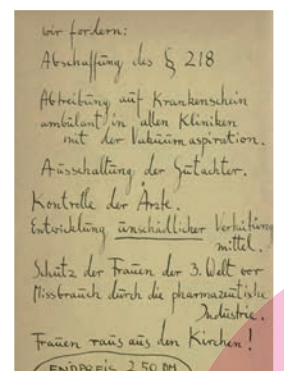 wir fordern:
Abschaffung des § 218
Abtreibung auf Krankenschein
ambulant in allen Kliniken
mit der Vakuumaspiration.
Ausschaltung der Gutachter.
Kontrolle der Ärzte.
Entwicklung unschädlicher Verhütungs
mittel.
Schutz der Frauen der 3. Welt vor
Missbrauch durch die pharmazeutische
Industrie.
Frauen raus aus den Kirchen!
ENDPREIS 2.50 DM